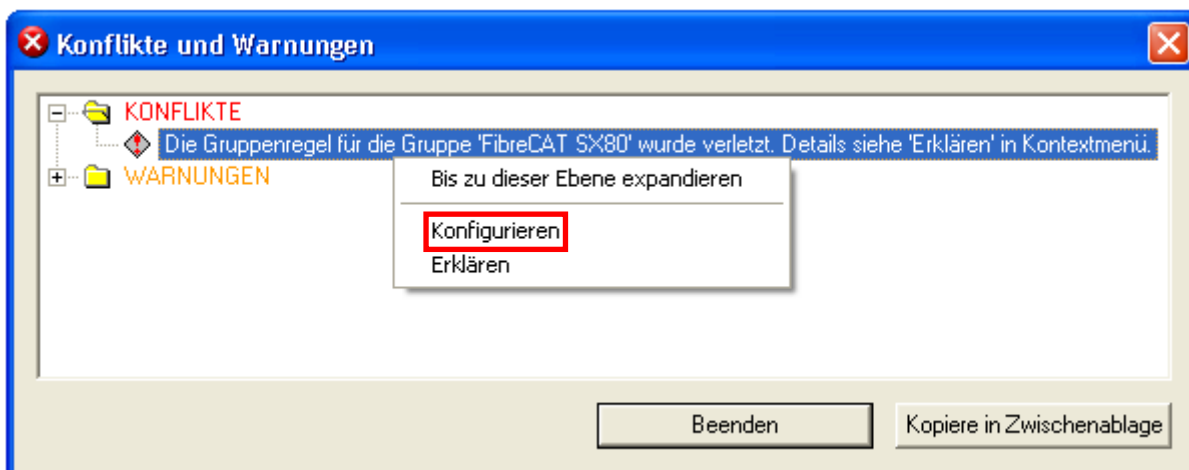 Konflikte und Warnungen
KONFLIKTE
Die Gruppenregel für die Gruppe 'FibreCAT SX80' wurde verletzt. Details siehe 'Erklären' in Kontextmenü.
WARNUNGEN
Bis zu dieser Ebene expandieren
Konfigurieren
Erklären
Beenden
Kopiere in Zwischenablage